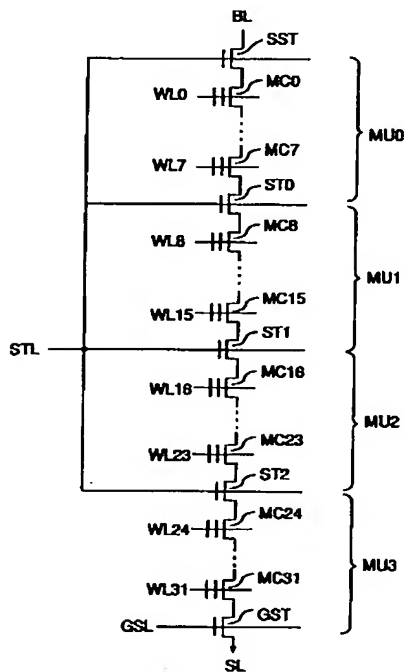 BL
SST
WL0 MC0
MU0
WL7 MC7
ST0
WL8 MC8
MU1
WL15 MC15
STL ST1
WL16 MC16
MU2
WL23 MC23
ST2
WL24 MC24
MU3
WL31 MC31
GSL GST
SL